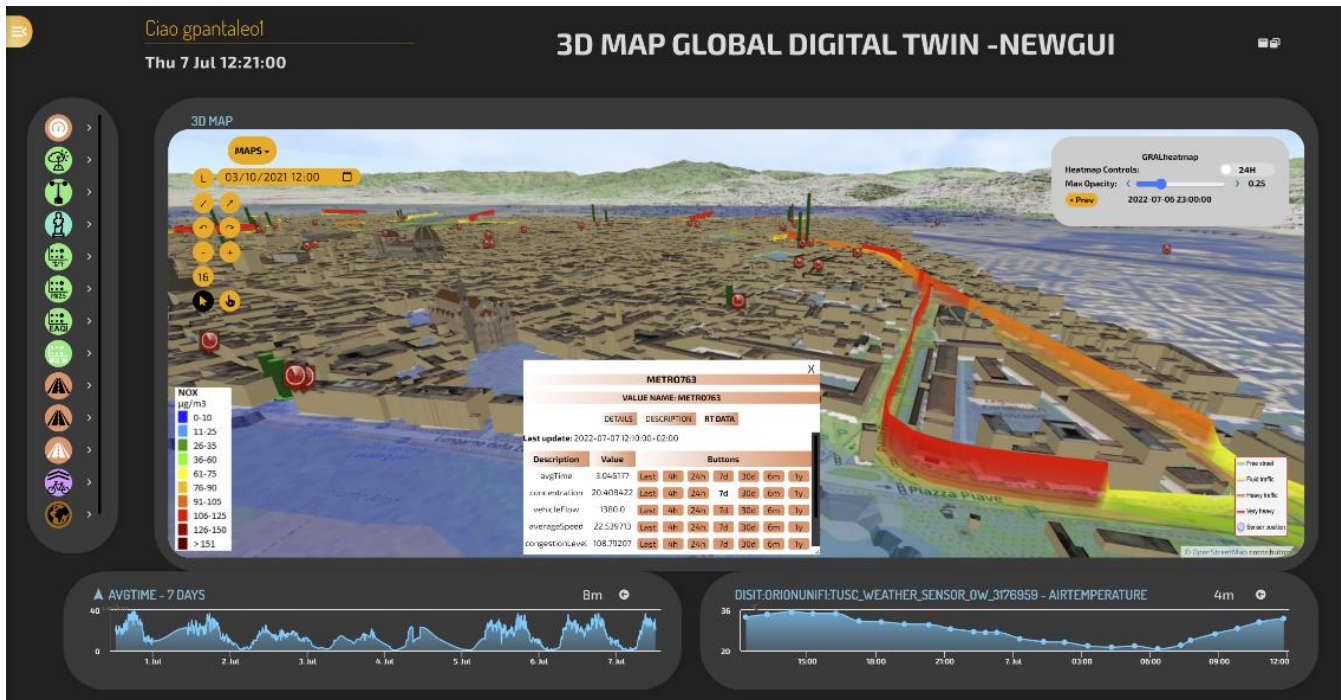 Ciao gpantaleo1
Thu 7 Jul 12:21:00
3D MAP GLOBAL DIGITAL TWIN -NEWGUI
3D MAP
MAPS
L 03/10/2021 12:00
- +
16
GRALheatmap
Heatmap Controls: 24H
Max Opacity: < > 0.25
< Prev 2022-07-06 23:00:00
PM2.5
EAQI
NOX
µg/m3
0-10
11-25
26-35
36-60
61-75
76-90
91-105
106-125
126-150
> 151
X
METRO763
VALUE NAME: METRO763
DETAILS DESCRIPTION RT DATA
Last update: 2022-07-07 12:10:00+02:00
Description Value Buttons
avgTime 3.046177 Last 4h 24h 7d 30d 6m 1y
concentration 20.408422 Last 4h 24h 7d 30d 6m 1y
vehicleFlow 1380.0 Last 4h 24h 7d 30d 6m 1y
averageSpeed 22.539713 Last 4h 24h 7d 30d 6m 1y
congestionLevel 108.79207 Last 4h 24h 7d 30d 6m 1y
Piazza Piave
Free street
Fluid traffic
Heavy traffic
Very heavy
Sensor position
© OpenStreetMap contributors
AVGTIME - 7 DAYS 8m
40
0
1. Jul 2. Jul 3. Jul 4. Jul 5. Jul 6. Jul 7. Jul
DISIT:ORIONUNIFI:TUSC_WEATHER_SENSOR_OW_3176959 - AIRTEMPERATURE 4m
36
20
15:00 18:00 21:00 7. Jul 03:00 06:00 09:00 12:00